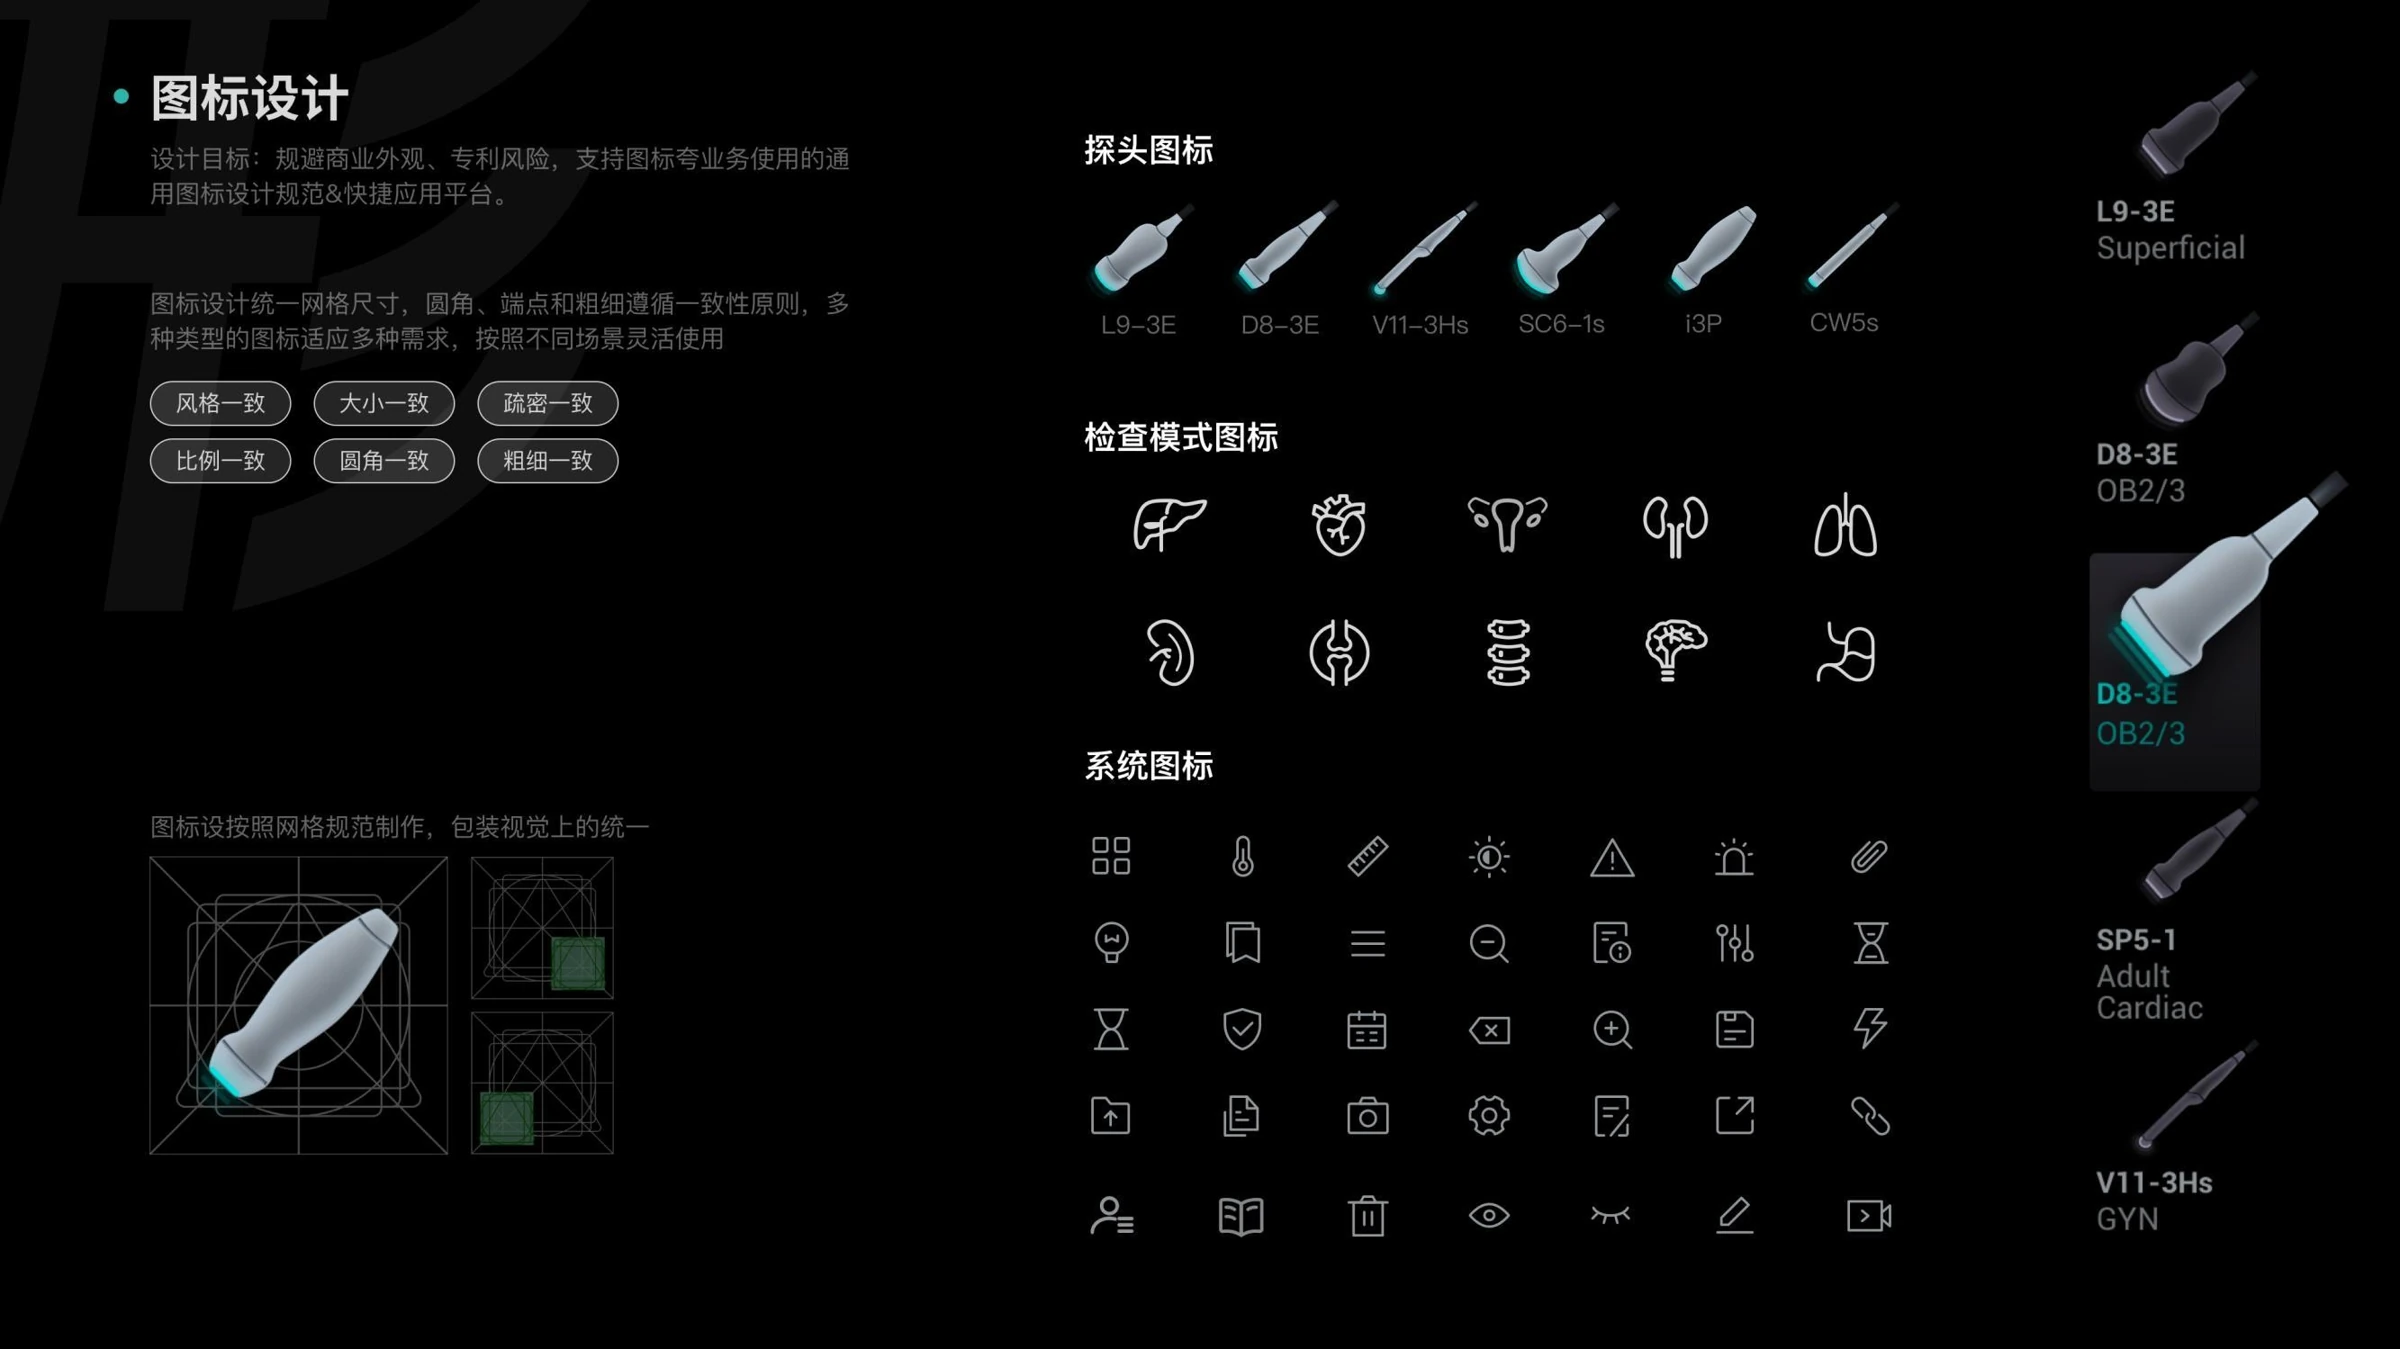 图标设计
设计目标：规避商业外观、专利风险，支持图标夸业务使用的通
用图标设计规范&快捷应用平台。
图标设计统一网格尺寸，圆角、端点和粗细遵循一致性原则，多
种类型的图标适应多种需求，按照不同场景灵活使用
风格一致
大小一致
疏密一致
比例一致
圆角一致
粗细一致
图标设按照网格规范制作，包装视觉上的统一
探头图标
L9-3E
D8-3E
V11-3Hs
SC6-1s
i3P
CW5s
检查模式图标
系统图标
L9-3E
Superficial
D8-3E
OB2/3
D8-3E
OB2/3
SP5-1
Adult
Cardiac
V11-3Hs
GYN